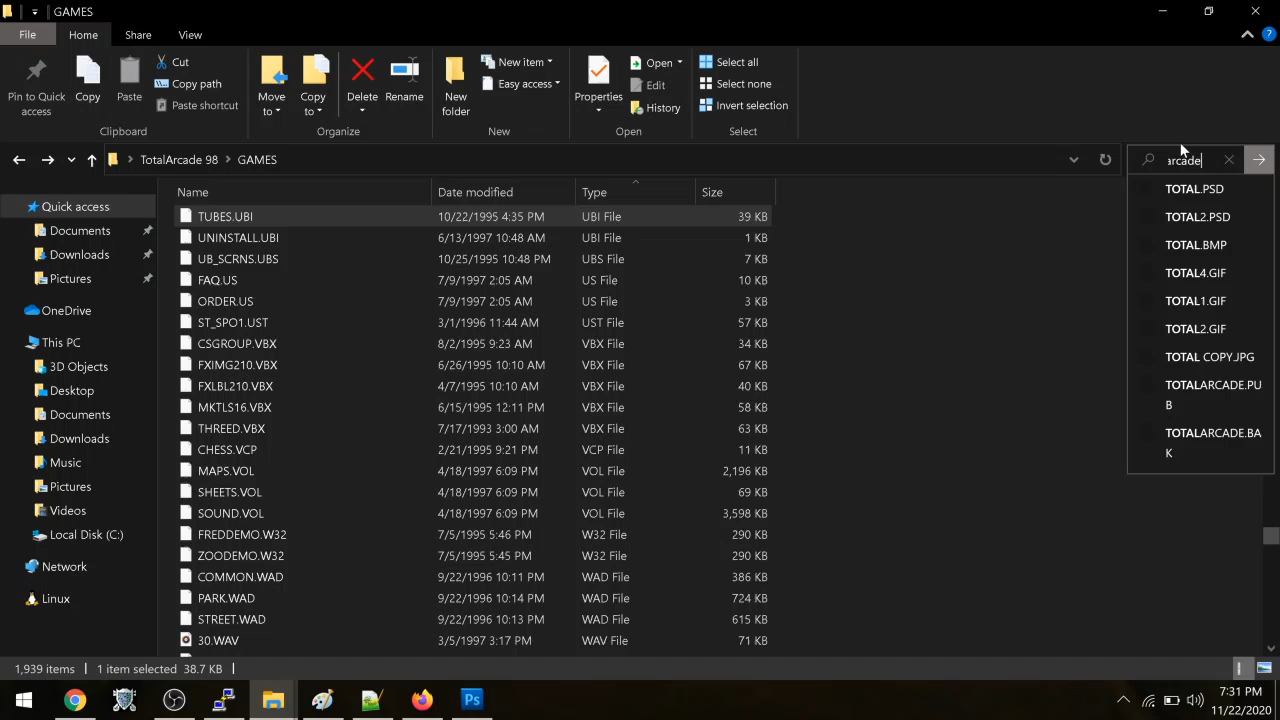 GAMES
File
Home
Share
View
Pin to Quick access
Copy
Paste
Cut
Copy path
Paste shortcut
Clipboard
Move to
Copy to
Delete
Rename
Organize
New folder
New item
Easy access
New
Properties
Open
Edit
History
Open
Select all
Select none
Invert selection
Select
TotalArcade 98 > GAMES
arcade
TOTAL.PSD
TOTAL2.PSD
TOTAL.BMP
TOTAL4.GIF
TOTAL1.GIF
TOTAL2.GIF
TOTAL COPY.JPG
TOTALARCADE.PU
B
TOTALARCADE.BA
K
Quick access
Documents
Downloads
Pictures
OneDrive
This PC
3D Objects
Desktop
Documents
Downloads
Music
Pictures
Videos
Local Disk (C:)
Network
Linux
Name Date modified Type Size
TUBES.UBI 10/22/1995 4:35 PM UBI File 39 KB
UNINSTALL.UBI 6/13/1997 10:48 AM UBI File 1 KB
UB_SCRNS.UBS 10/25/1995 10:48 PM UBS File 7 KB
FAQ.US 7/9/1997 2:05 AM US File 10 KB
ORDER.US 7/9/1997 2:05 AM US File 3 KB
ST_SPO1.UST 3/1/1996 11:44 AM UST File 57 KB
CSGROUP.VBX 8/2/1995 9:23 AM VBX File 34 KB
FXIMG210.VBX 6/26/1995 10:10 AM VBX File 67 KB
FXLBL210.VBX 4/7/1995 10:10 AM VBX File 40 KB
MKTLS16.VBX 6/15/1995 12:11 PM VBX File 58 KB
THREED.VBX 7/17/1993 3:00 AM VBX File 63 KB
CHESS.VCP 2/21/1995 9:21 PM VCP File 11 KB
MAPS.VOL 4/18/1997 6:09 PM VOL File 2,196 KB
SHEETS.VOL 4/18/1997 6:09 PM VOL File 69 KB
SOUND.VOL 4/18/1997 6:09 PM VOL File 3,598 KB
FREDDEMO.W32 7/5/1995 5:46 PM W32 File 290 KB
ZOODEMO.W32 7/5/1995 5:45 PM W32 File 290 KB
COMMON.WAD 9/22/1996 10:11 PM WAD File 386 KB
PARK.WAD 9/22/1996 10:14 PM WAD File 724 KB
STREET.WAD 9/22/1996 10:13 PM WAD File 615 KB
30.WAV 3/5/1997 3:17 PM WAV File 71 KB
1,939 items
1 item selected 38.7 KB
Ps
7:31 PM
11/22/2020